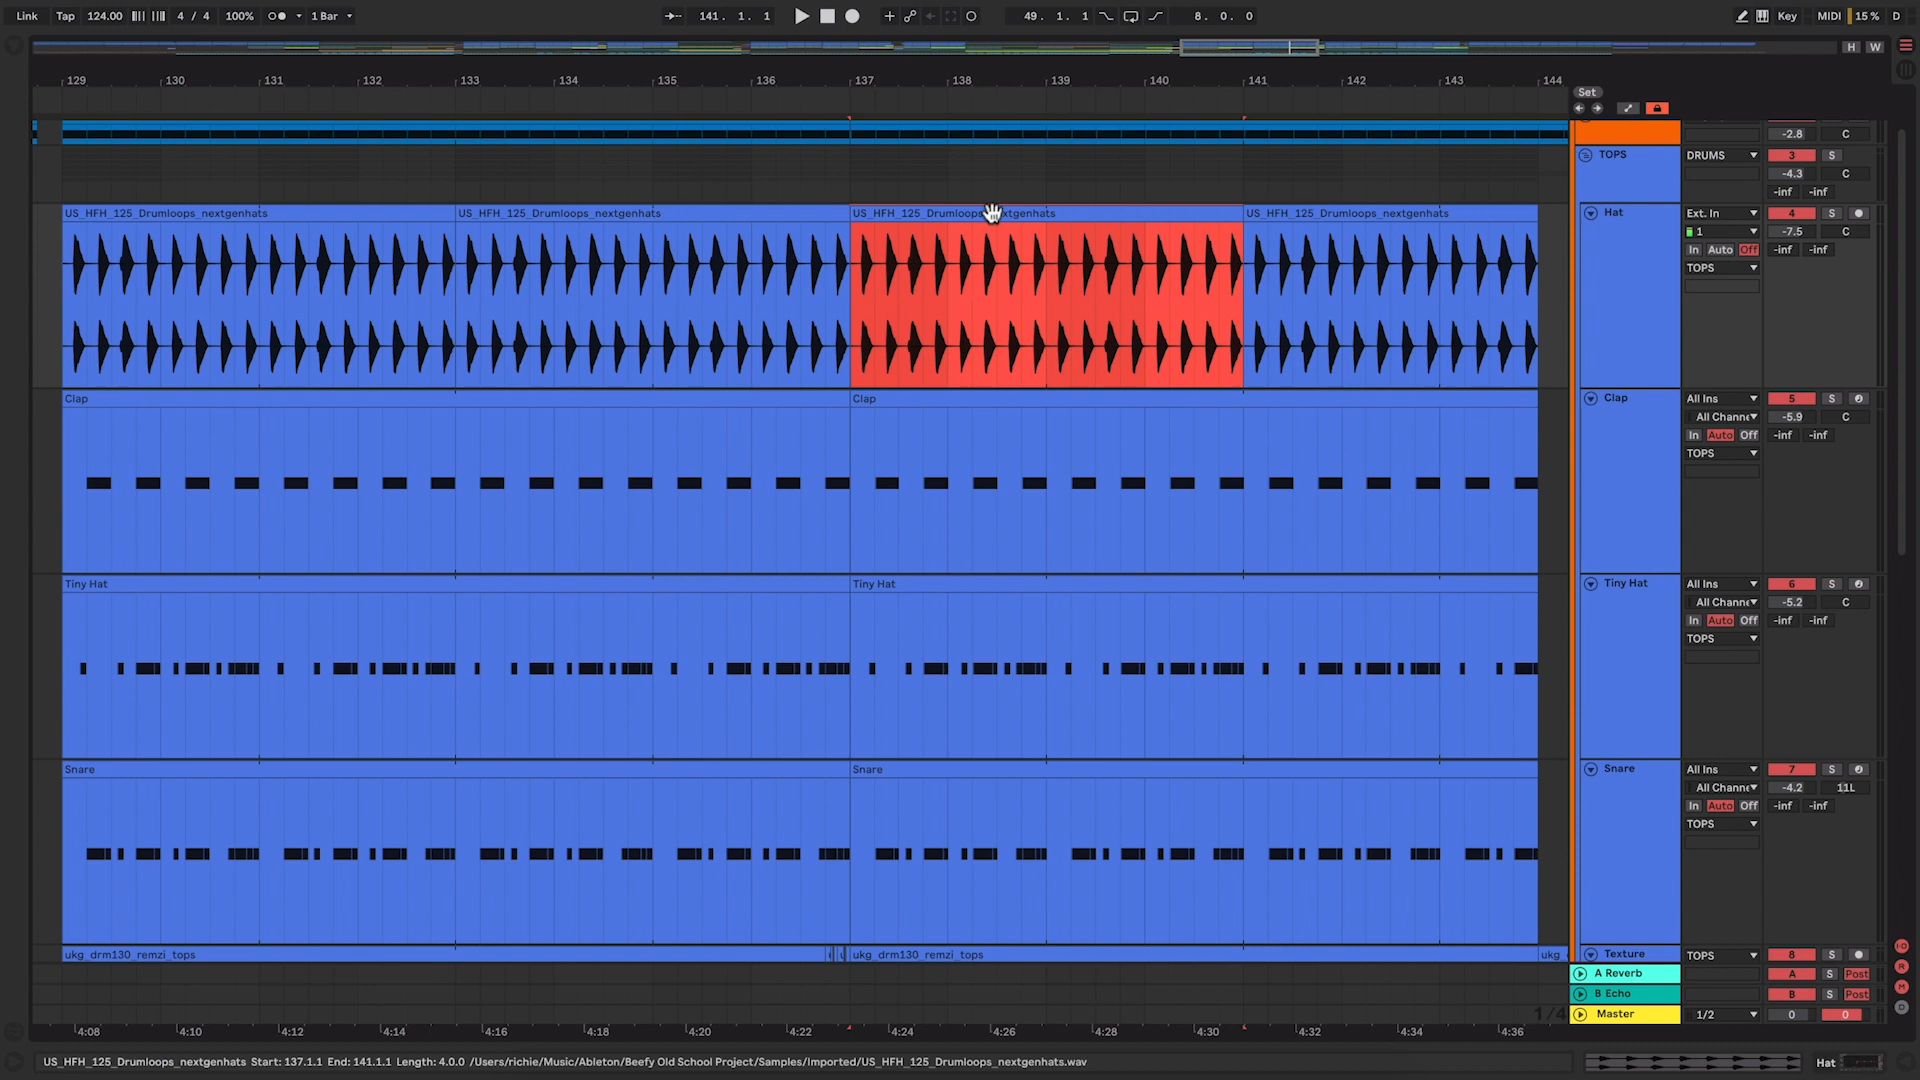 Link Tap 124.00 4 / 4 100% 1 Bar 141. 1. 1 49. 1. 1 8. 0. 0 Key MIDI 15 % D
H W
129 130 131 132 133 134 135 136 137 138 139 140 141 142 143 144
Set
-2.8 C
TOPS DRUMS 3 S
-4.3 C
-inf -inf
US_HFH_125_Drumloops_nextgenhats US_HFH_125_Drumloops_nextgenhats US_HFH_125_Drumloops_nextgenhats US_HFH_125_Drumloops_nextgenhats Hat Ext. In 4 S
1 -7.5 C
In Auto Off -inf -inf
TOPS
Clap Clap Clap All Ins 5 S
All Channe -5.9 C
In Auto Off -inf -inf
TOPS
Tiny Hat Tiny Hat Tiny Hat All Ins 6 S
All Channe -5.2 C
In Auto Off -inf -inf
TOPS
Snare Snare Snare All Ins 7 S
All Channe -4.2 11L
In Auto Off -inf -inf
TOPS
ukg_drm130_remzi_tops ukg_drm130_remzi_tops ukg_ Texture TOPS 8 S
A Reverb A S Post
B Echo B S Post
1/4 Master 1/2 0 0
4:08 4:10 4:12 4:14 4:16 4:18 4:20 4:22 4:24 4:26 4:28 4:30 4:32 4:34 4:36
US_HFH_125_Drumloops_nextgenhats Start: 137.1.1 End: 141.1.1 Length: 4.0.0 /Users/richie/Music/Ableton/Beefy Old School Project/Samples/Imported/US_HFH_125_Drumloops_nextgenhats.wav Hat